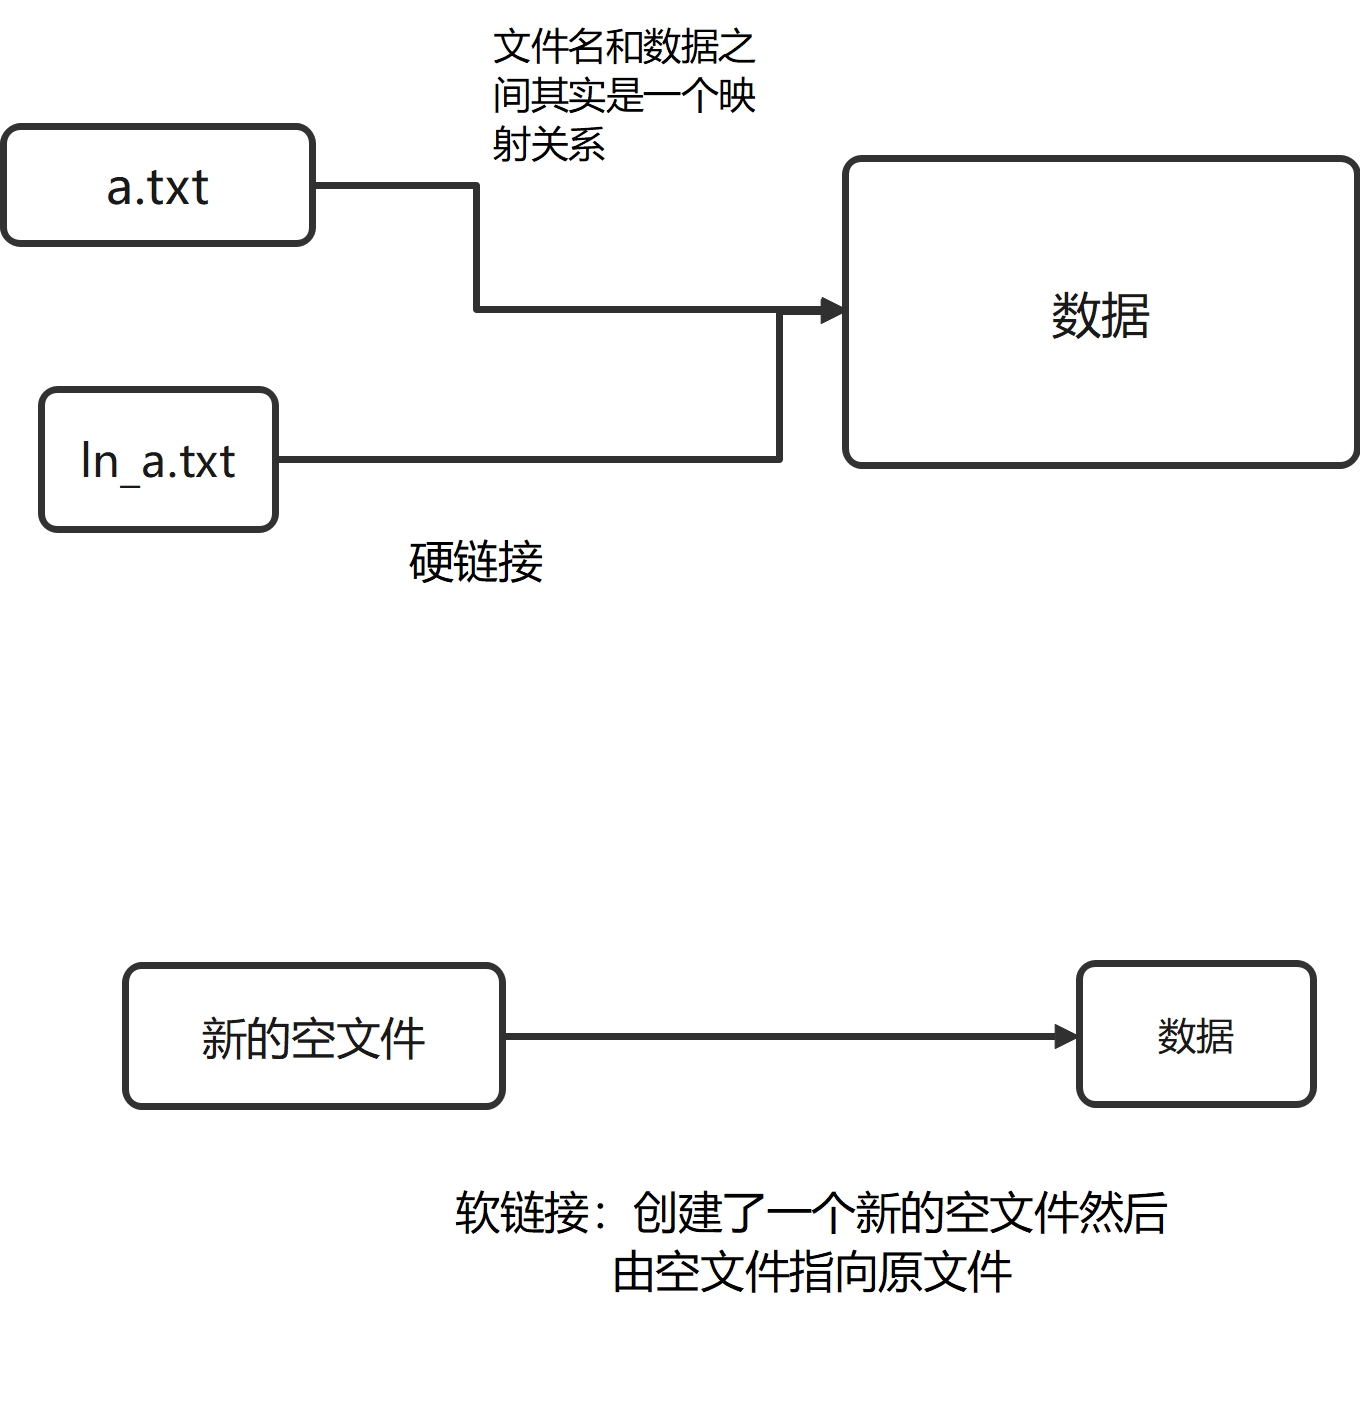 文件名和数据之
间其实是一个映
射关系
a.txt
数据
ln_a.txt
硬链接
新的空文件
数据
软链接：创建了一个新的空文件然后
由空文件指向原文件